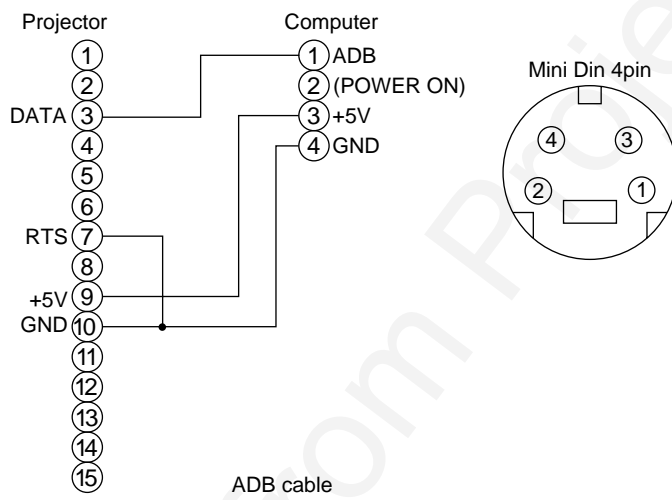 Projector
Computer
1
2
DATA 3
4
5
6
RTS 7
8
+5V 9
GND 10
11
12
13
14
15
1 ADB
2 (POWER ON)
3 +5V
4 GND
Mini Din 4pin
4 3
2 1
ADB cable
rom Proje